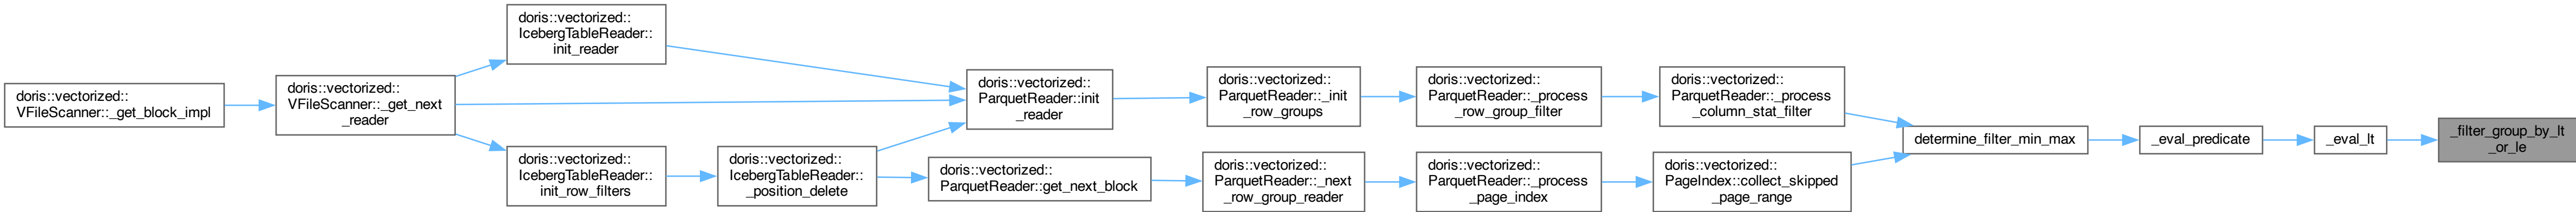 doris::vectorized::
VFileScanner::_get_block_impl
doris::vectorized::
VFileScanner::_get_next
_reader
doris::vectorized::
IcebergTableReader::
init_reader
doris::vectorized::
IcebergTableReader::
init_row_filters
doris::vectorized::
IcebergTableReader::
_position_delete
doris::vectorized::
ParquetReader::init
_reader
doris::vectorized::
ParquetReader::get_next_block
doris::vectorized::
ParquetReader::_init
_row_groups
doris::vectorized::
ParquetReader::_next
_row_group_reader
doris::vectorized::
ParquetReader::_process
_row_group_filter
doris::vectorized::
ParquetReader::_process
_page_index
doris::vectorized::
ParquetReader::_process
_column_stat_filter
doris::vectorized::
PageIndex::collect_skipped
_page_range
determine_filter_min_max
_eval_predicate
_eval_lt
_filter_group_by_lt
_or_le